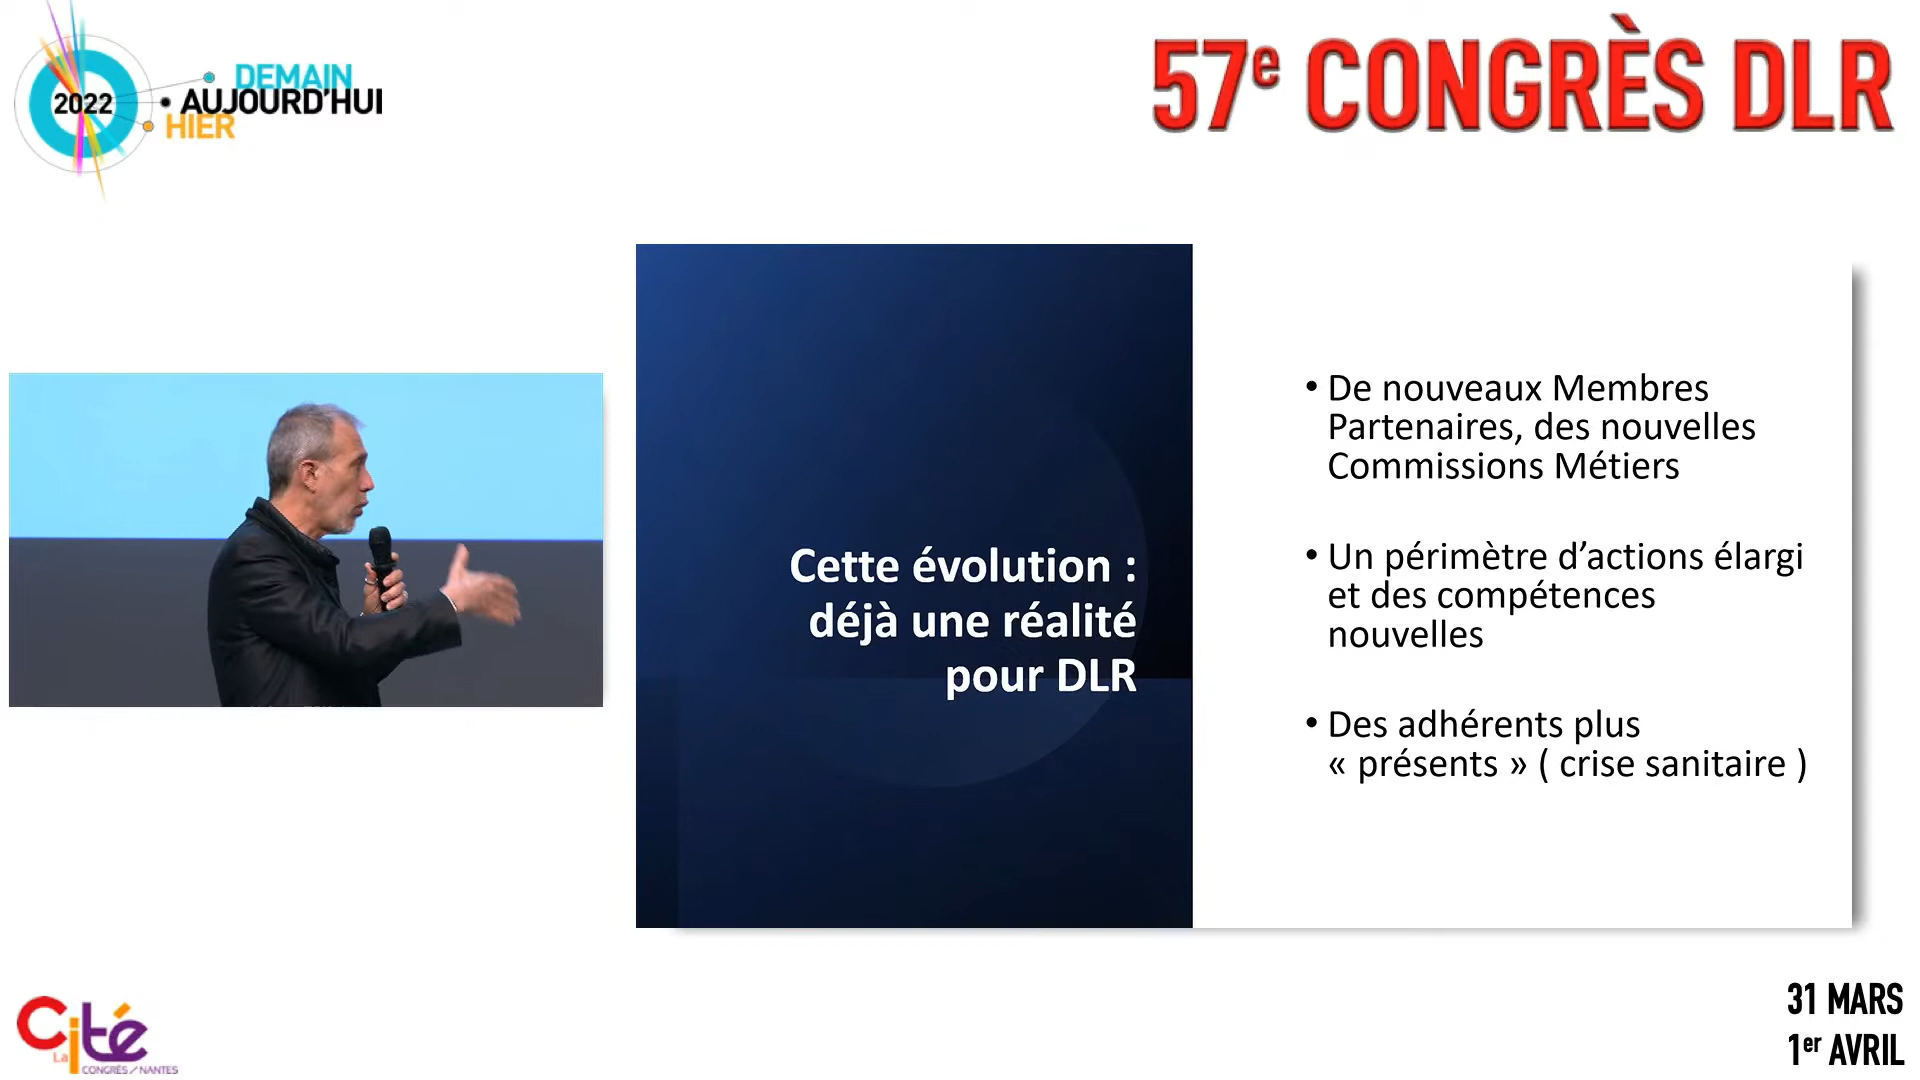 2022
DEMAIN
AUJOURD'HUI
HIER
57e CONGRÈS DLR
Cette évolution :
déjà une réalité
pour DLR
• De nouveaux Membres
Partenaires, des nouvelles
Commissions Métiers
• Un périmètre d’actions élargi
et des compétences
nouvelles
• Des adhérents plus
« présents » ( crise sanitaire )
La Cité
CONGRÈS / NANTES
31 MARS
1er AVRIL